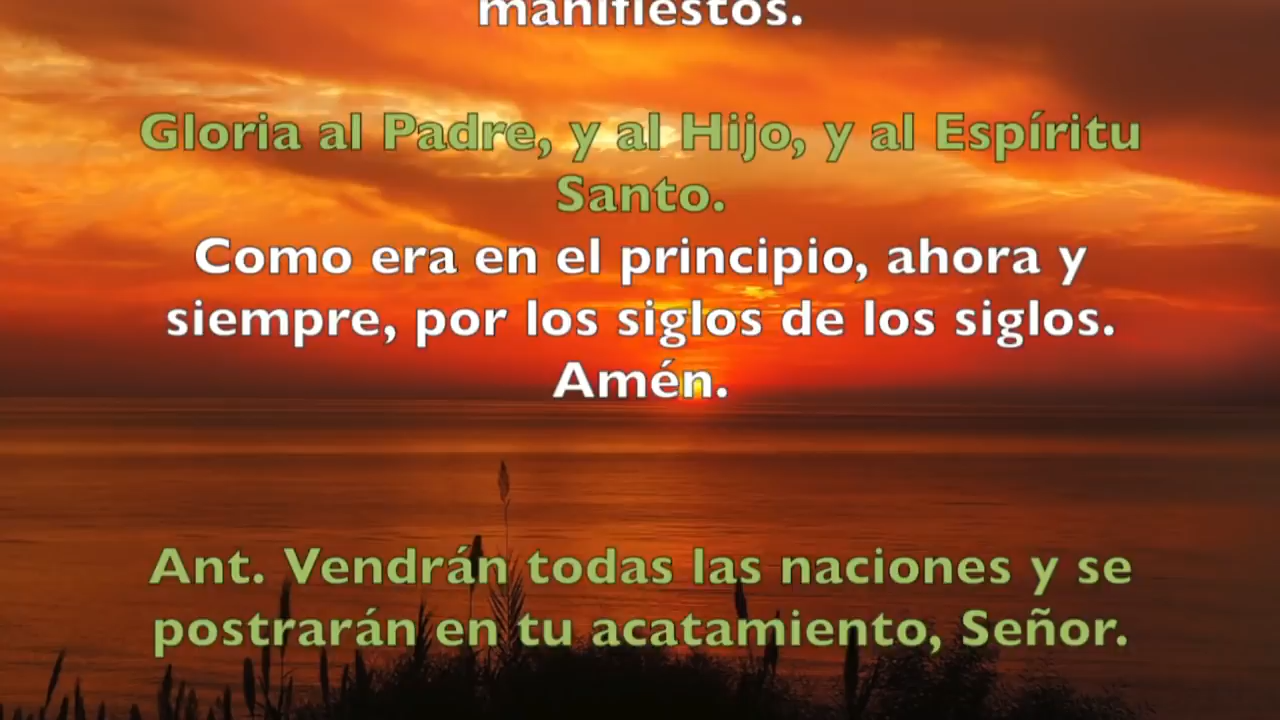 manifiestos.
Gloria al Padre, y al Hijo, y al Espíritu
Santo.
Como era en el principio, ahora y
siempre, por los siglos de los siglos.
Amén.
Ant. Vendrán todas las naciones y se
postrarán en tu acatamiento, Señor.